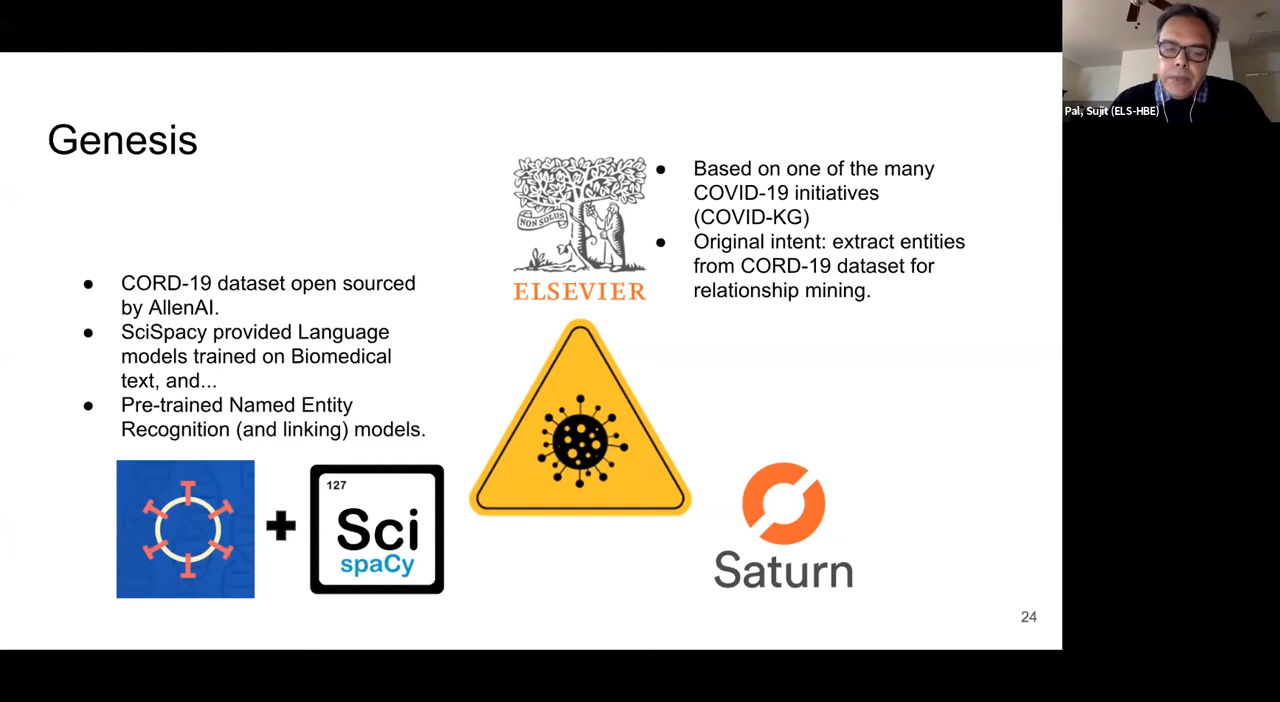 Genesis
NON SOLUS
ELSEVIER
● Based on one of the many
COVID-19 initiatives
(COVID-KG)
● Original intent: extract entities
from CORD-19 dataset for
relationship mining.
● CORD-19 dataset open sourced
by AllenAI.
● SciSpacy provided Language
models trained on Biomedical
text, and...
● Pre-trained Named Entity
Recognition (and linking) models.
127
Sci
spaCy
Saturn
24
Pal, Sujit (ELS-HBE)